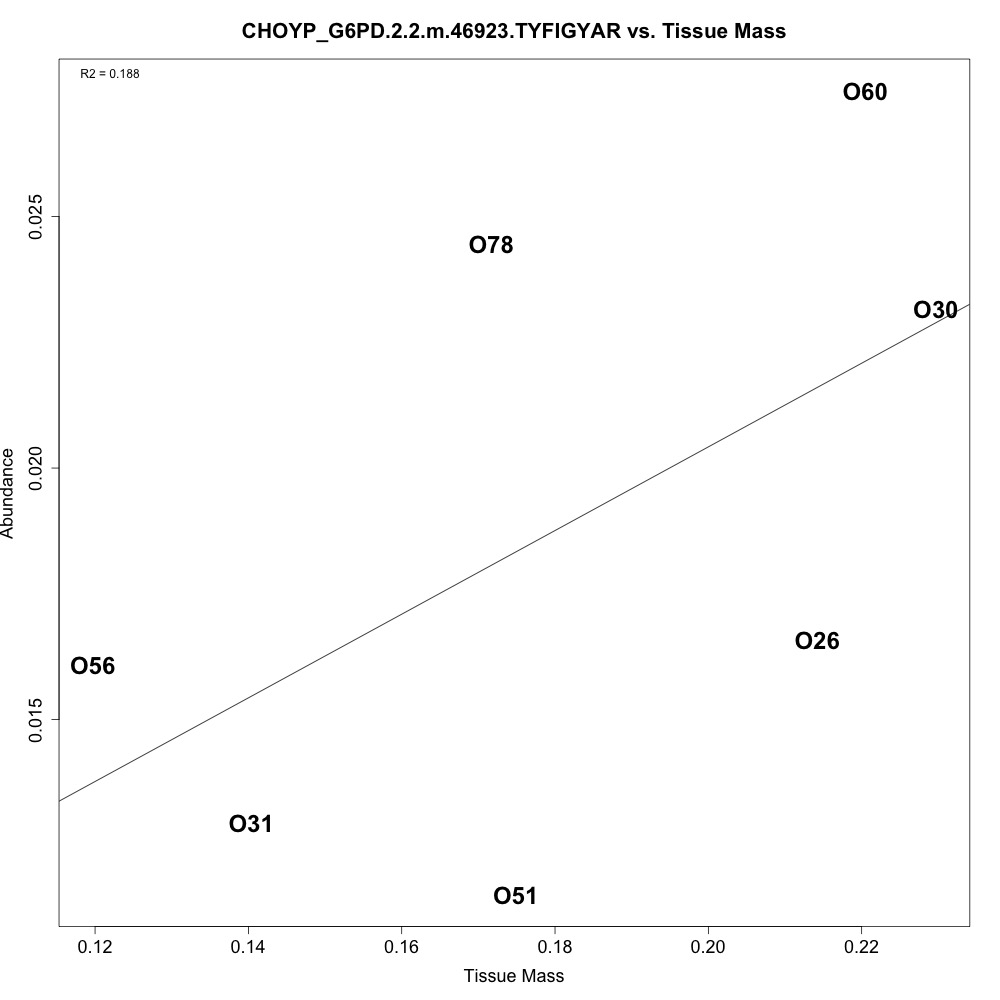 CHOYP_G6PD.2.2.m.46923.TYFIGYAR vs. Tissue Mass
R2 = 0.188
O60
0.025
O78
O30
0.020
Abundance
O26
O56
0.015
O31
O51
0.12 0.14 0.16 0.18 0.20 0.22
Tissue Mass